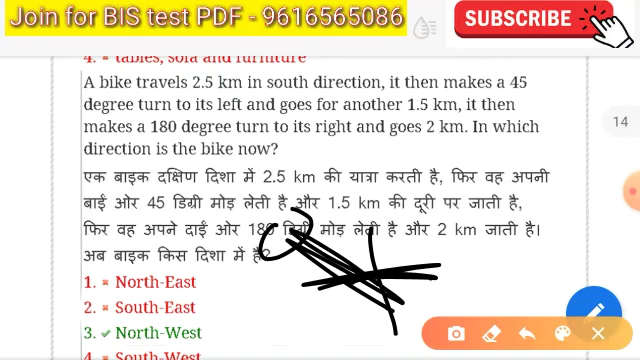 Join for BIS test PDF - 9616565086
SUBSCRIBE
4. × tables, sofa and furniture
A bike travels 2.5 km in south direction, it then makes a 45
degree turn to its left and goes for another 1.5 km, it then
makes a 180 degree turn to its right and goes 2 km. In which
direction is the bike now?
14
एक बाइक दक्षिण दिशा में 2.5 km की यात्रा करती है, फिर वह अपनी
बाईं ओर 45 डिग्री मोड़ लेती है और 1.5 km की दूरी पर जाती है,
फिर वह अपने दाईं ओर 180 डिग्री मोड़ लेती है और 2 km जाती है।
अब बाइक किस दिशा में है?
1. × North-East
2. × South-East
3. ✓ North-West
4. × South-West